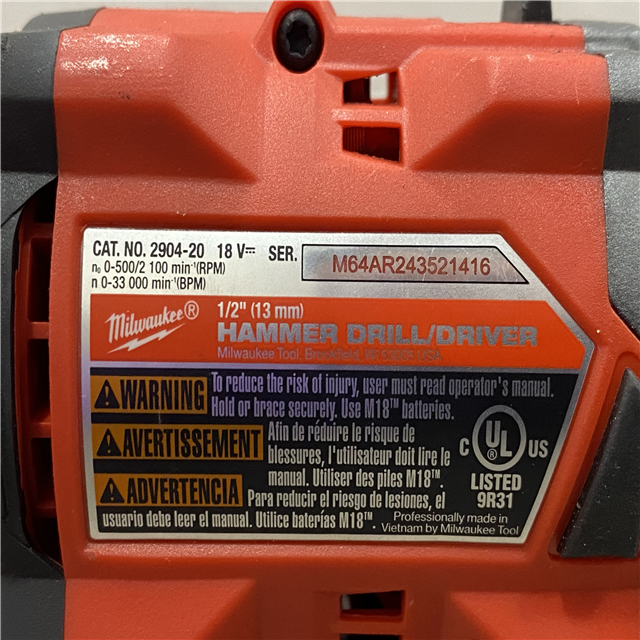 CAT. NO. 2904-20 18 V⎓ SER. M64AR243521416
n₀ 0-500/2 100 min⁻¹(RPM)
n 0-33 000 min⁻¹(BPM)
Milwaukee®
1/2" (13 mm)
HAMMER DRILL/DRIVER
Milwaukee Tool, Brookfield, WI 53005 USA
WARNING To reduce the risk of injury, user must read operator's manual.
Hold or brace securely. Use M18™ batteries.
AVERTISSEMENT Afin de réduire le risque de
blessures, l'utilisateur doit lire le
manual. Utiliser des piles M18™.
ADVERTENCIA Para reducir el riesgo de lesiones, el
usuario debe leer el manual. Utilice baterías M18™.
C UL® US
LISTED
9R31
Professionally made in
Vietnam by Milwaukee Tool